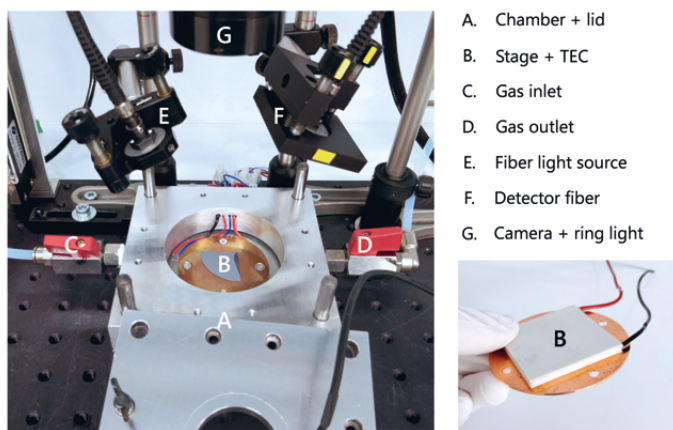 G
E
F
C
D
B
A
A. Chamber + lid
B. Stage + TEC
C. Gas inlet
D. Gas outlet
E. Fiber light source
F. Detector fiber
G. Camera + ring light
B